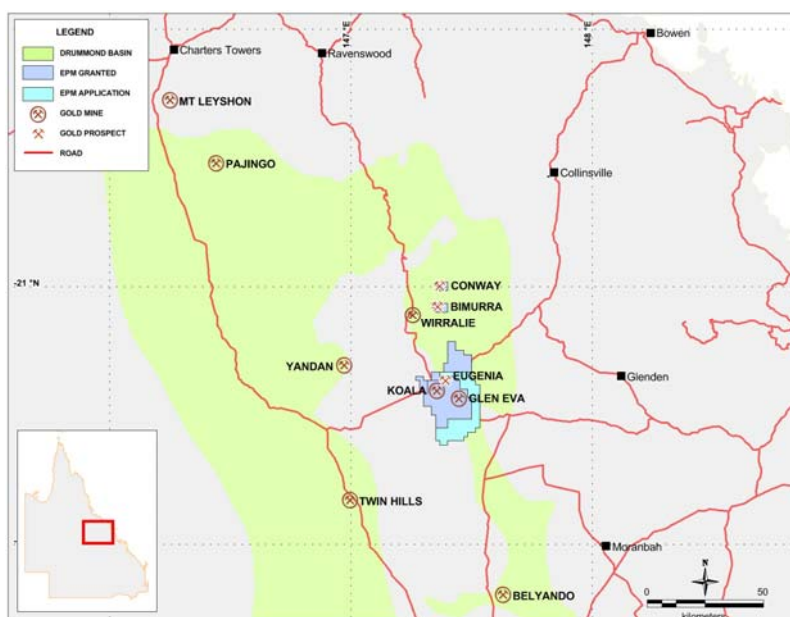 LEGEND
DRUMMOND BASIN
EPM GRANTED
EPM APPLICATION
GOLD MINE
GOLD PROSPECT
ROAD
147 °E
148 °E
Charters Towers
Ravenswood
Bowen
MT LEYSHON
PAJINGO
Collinsville
-21 °N
CONWAY
BIMURRA
WIRRALIE
YANDAN
EUGENIA
KOALA
GLEN EVA
Glenden
TWIN HILLS
Moranbah
BELYANDO
N
0
50
kilometers